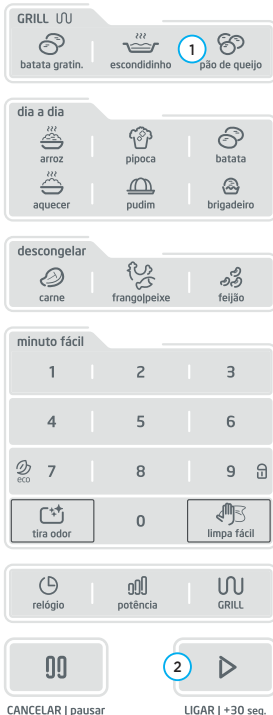 GRILL
batata gratin. escondidinho 1 pão de queijo
dia a dia
arroz pipoca batata
aquecer pudim brigadeiro
descongelar
carne frango|peixe feijão
minuto fácil
1 2 3
4 5 6
eco 7 8 9
tira odor 0 limpa fácil
relógio potência GRILL
2
CANCELAR | pausar LIGAR | +30 seg.